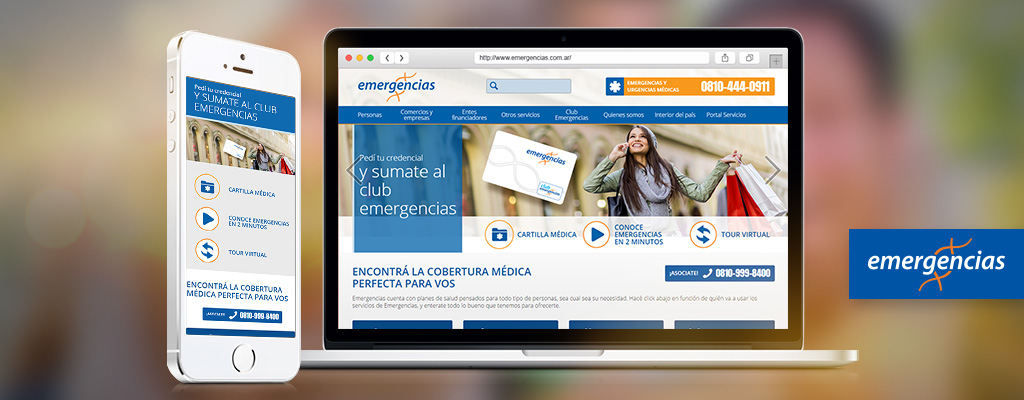 Pedí tu credencial
Y SUMATE AL CLUB
EMERGENCIAS
CARTILLA MÉDICA
CONOCE EMERGENCIAS
EN 2 MINUTOS
TOUR VIRTUAL
ENCONTRÁ LA COBERTURA
MÉDICA PERFECTA PARA VOS
¡ASOCIATE! 0810-999-8400
http://www.emergencias.com.ar/
emergencias
EMERGENCIAS Y
URGENCIAS MÉDICAS
0810-444-0911
Personas
Comercios y
empresas
Entes
financiadores
Otros servicios
Club
Emergencias
Quienes somos
Interior del país
Portal Servicios
Pedí tu credencial
y sumate al
club
emergencias
emergencias
club
emergencias
CARTILLA MÉDICA
CONOCE
EMERGENCIAS
EN 2 MINUTOS
TOUR VIRTUAL
ENCONTRÁ LA COBERTURA MÉDICA
PERFECTA PARA VOS
¡ASOCIATE! 0810-999-8400
Emergencias cuenta con planes de salud pensados para todo tipo de personas, sea cual sea su necesidad. Hacé click abajo en función de quién va a usar los
servicios de Emergencias, y enterate todo lo bueno que tenemos para ofrecerte.
emergencias